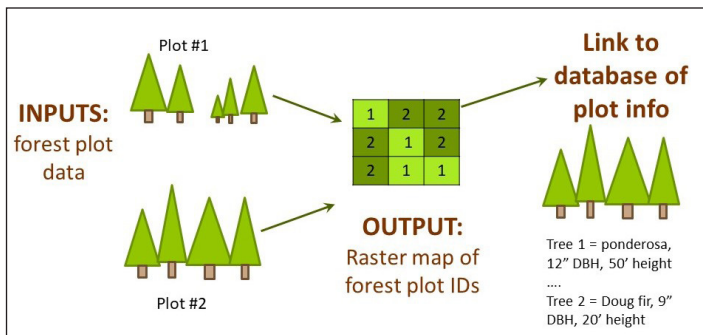 Plot #1
INPUTS:
forest plot
data
Plot #2
1 2 2
2 1 2
2 1 1
OUTPUT:
Raster map of
forest plot IDs
Link to
database of
plot info
Tree 1 = ponderosa,
12” DBH, 50’ height
....
Tree 2 = Doug fir, 9”
DBH, 20’ height